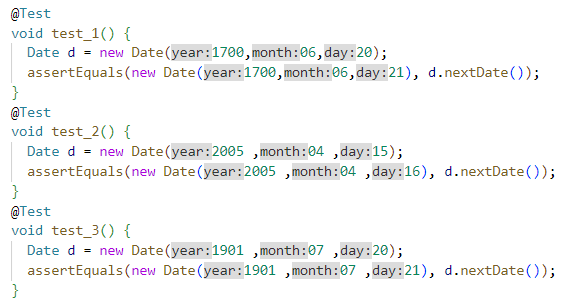 @Test
void test_1() {
  Date d = new Date(year:1700,month:06,day:20);
  assertEquals(new Date(year:1700,month:06,day:21), d.nextDate());
}
@Test
void test_2() {
  Date d = new Date(year:2005 ,month:04 ,day:15);
  assertEquals(new Date(year:2005 ,month:04 ,day:16), d.nextDate());
}
@Test
void test_3() {
  Date d = new Date(year:1901 ,month:07 ,day:20);
  assertEquals(new Date(year:1901 ,month:07 ,day:21), d.nextDate());
}